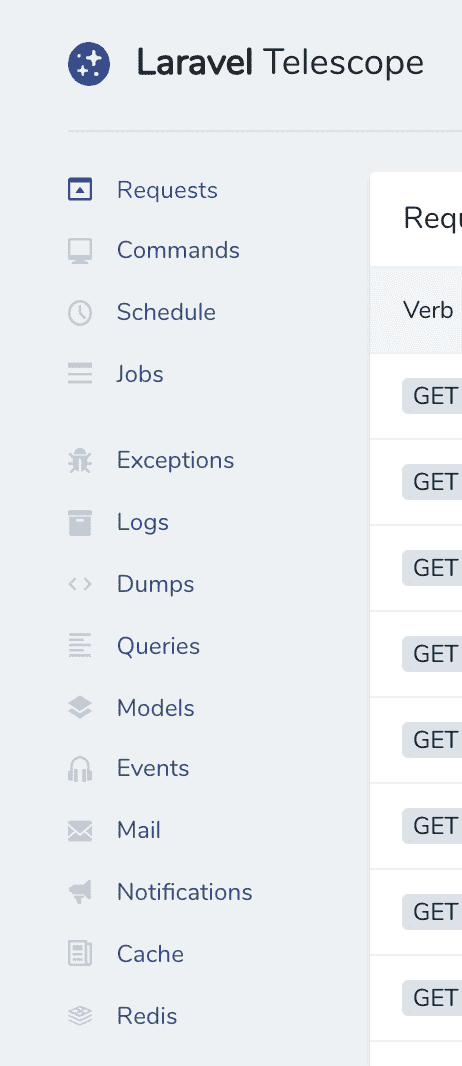 Laravel Telescope
Requests
Commands
Schedule
Jobs
Exceptions
Logs
Dumps
Queries
Models
Events
Mail
Notifications
Cache
Redis
Requ
Verb
GET
GET
GET
GET
GET
GET
GET
GET